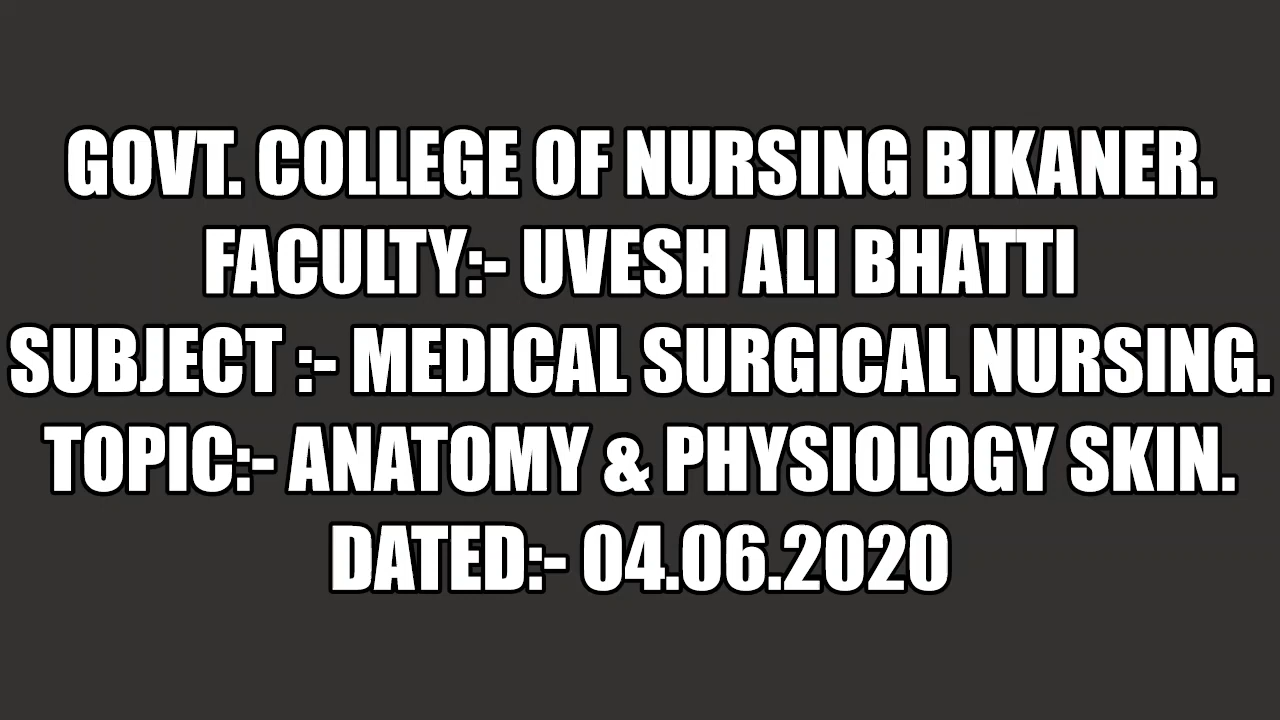 GOVT. COLLEGE OF NURSING BIKANER.
FACULTY:- UVESH ALI BHATTI
SUBJECT :- MEDICAL SURGICAL NURSING.
TOPIC:- ANATOMY & PHYSIOLOGY SKIN.
DATED:- 04.06.2020